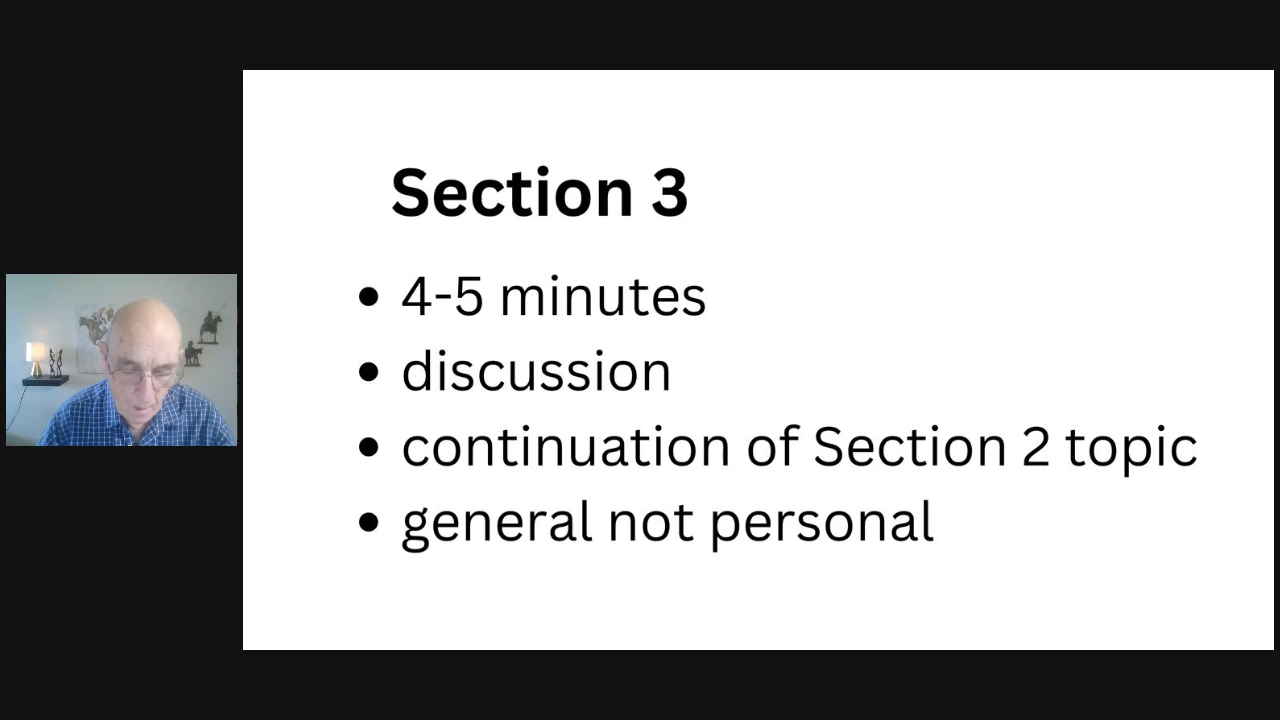 Section 3
• 4-5 minutes
• discussion
• continuation of Section 2 topic
• general not personal